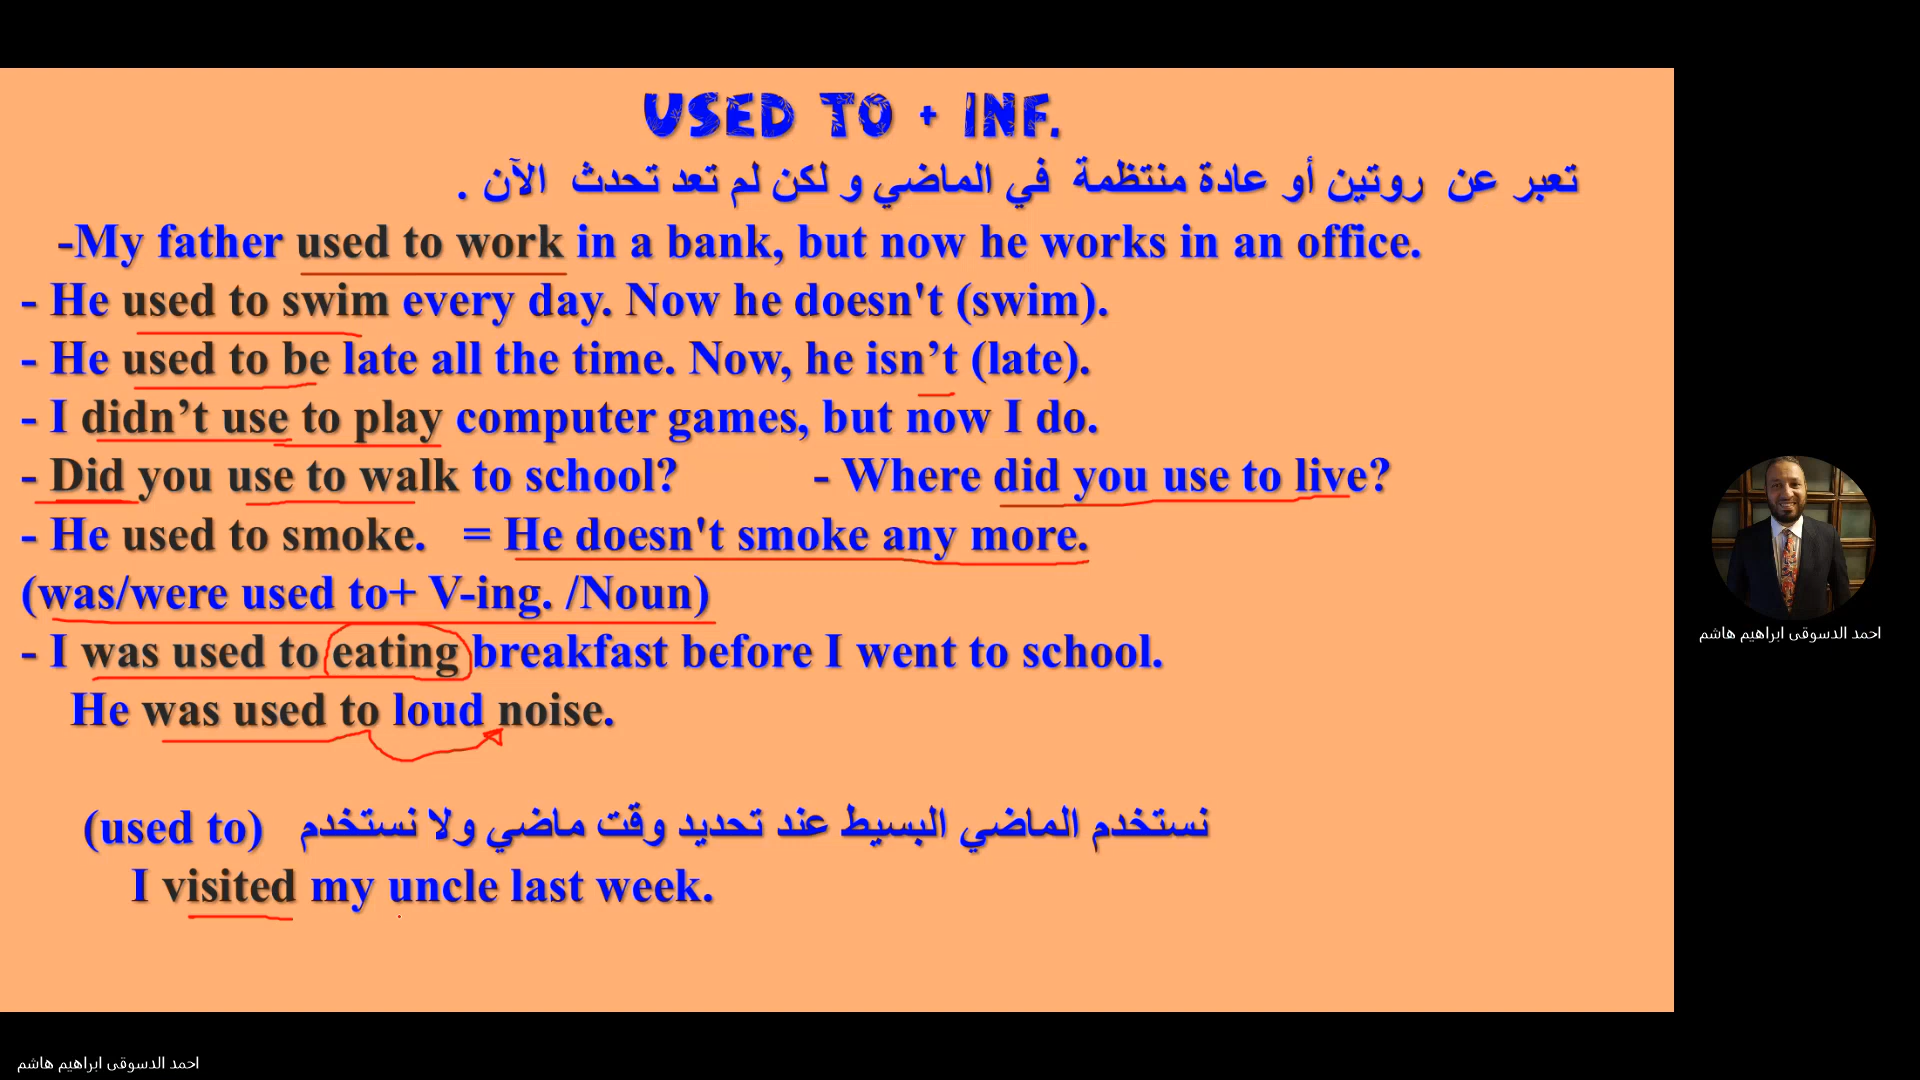 USED TO + INF.
تعبر عن روتين أو عادة منتظمة في الماضي و لكن لم تعد تحدث الآن .
-My father used to work in a bank, but now he works in an office.
- He used to swim every day. Now he doesn't (swim).
- He used to be late all the time. Now, he isn’t (late).
- I didn’t use to play computer games, but now I do.
- Did you use to walk to school? - Where did you use to live?
- He used to smoke. = He doesn't smoke any more.
(was/were used to+ V-ing. /Noun)
- I was used to eating breakfast before I went to school.
He was used to loud noise.
نستخدم الماضي البسيط عند تحديد وقت ماضي ولا نستخدم (used to)
I visited my uncle last week.
احمد الدسوقى ابراهيم هاشم
احمد الدسوقى ابراهيم هاشم